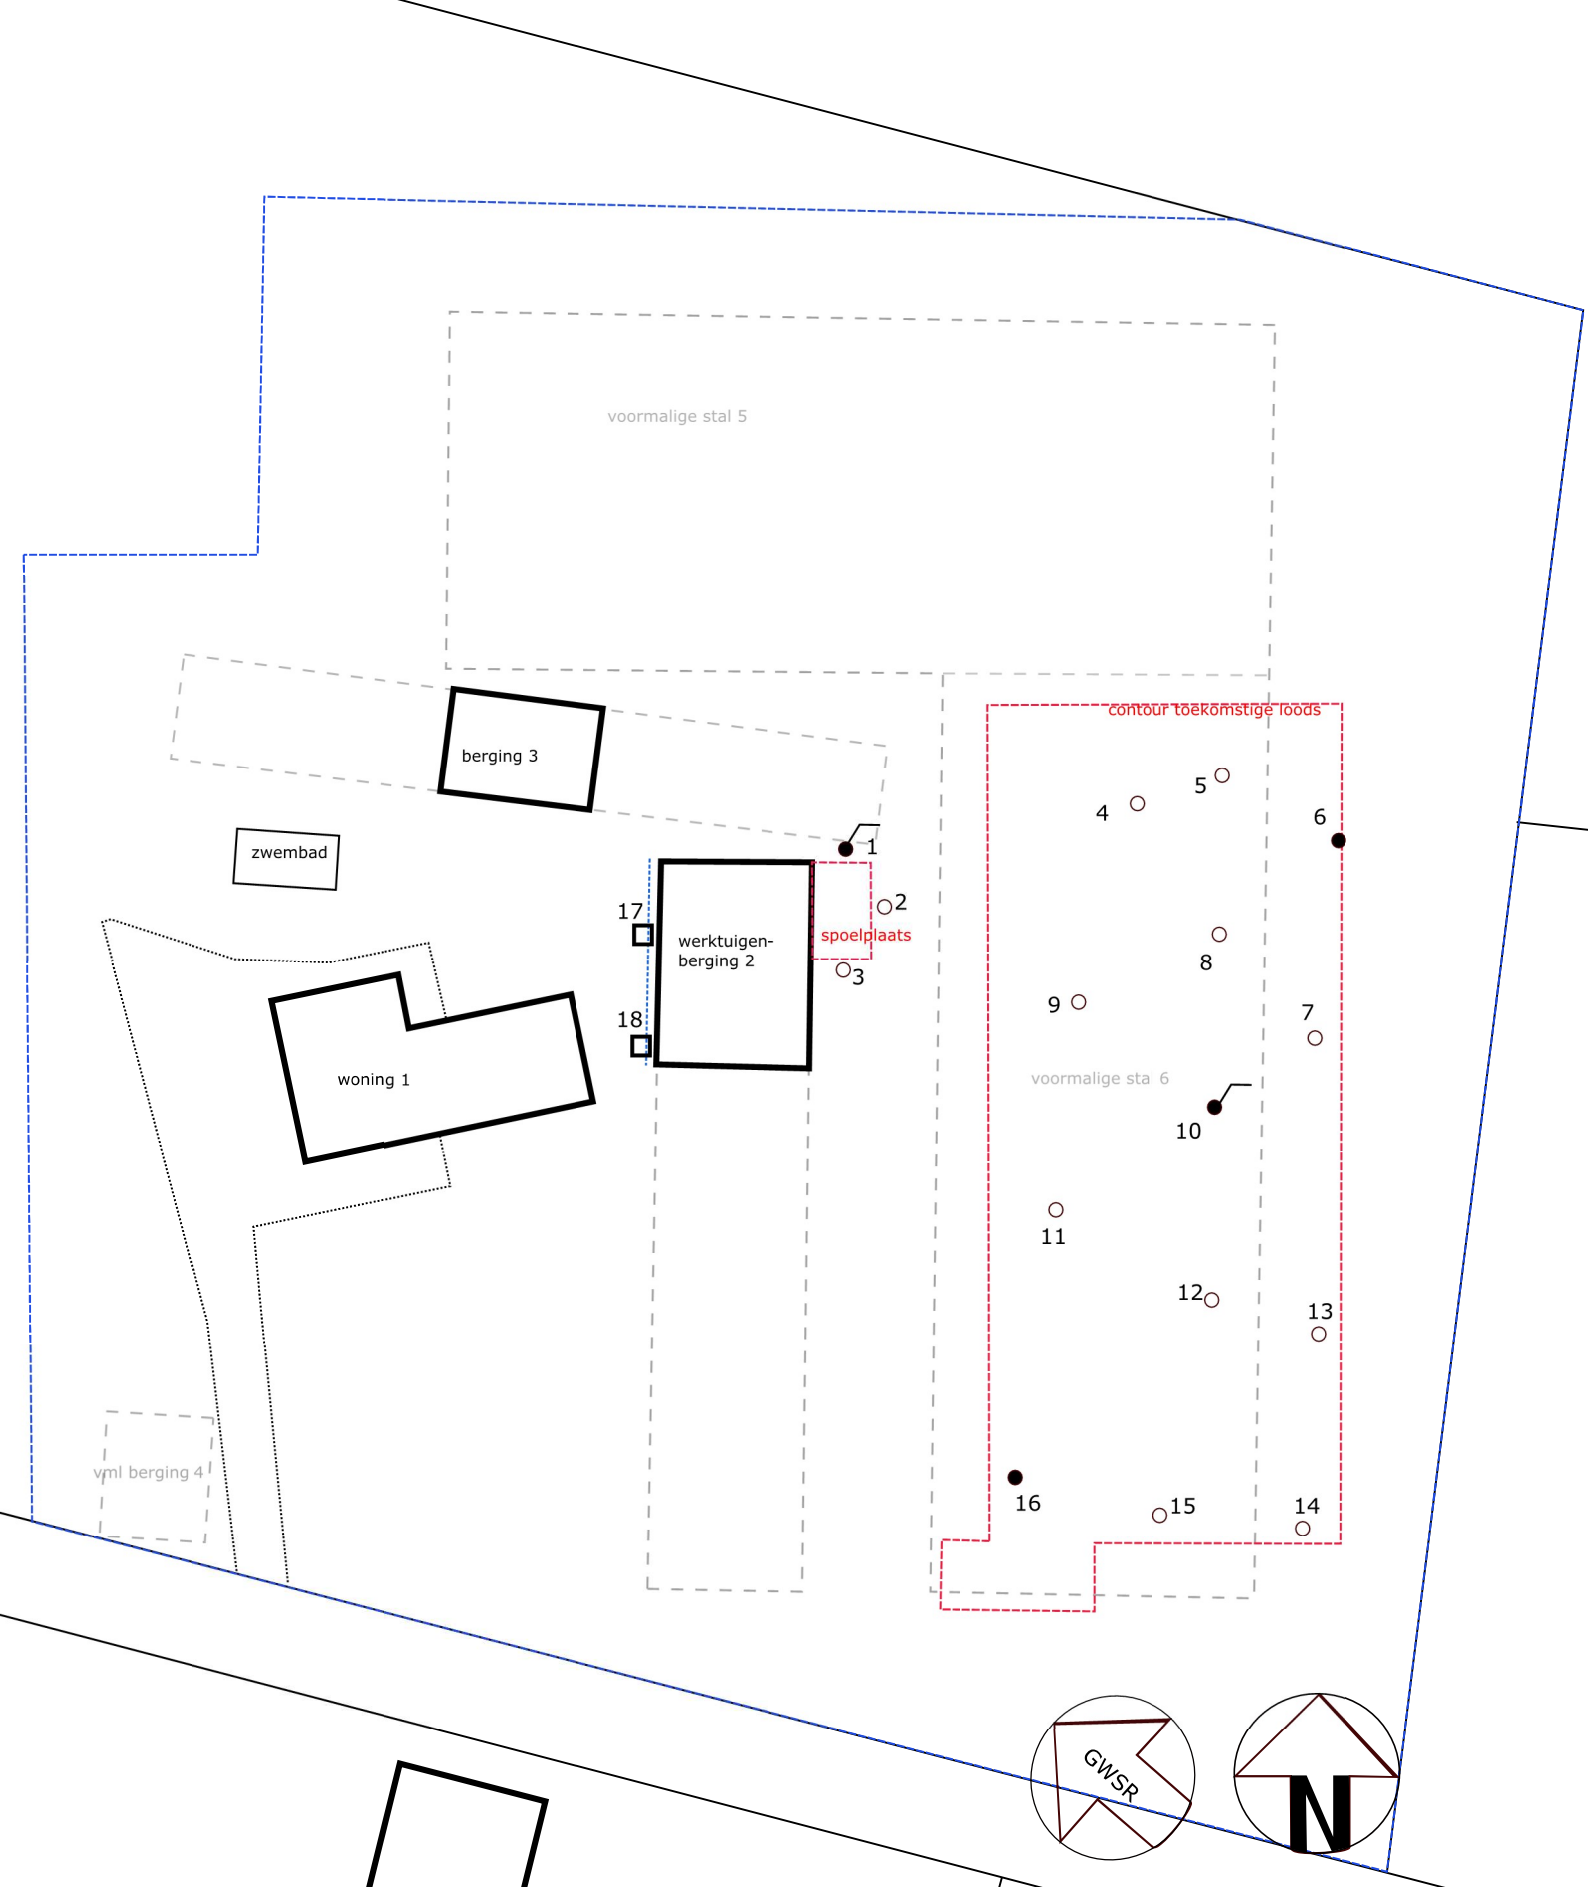 voormalige stal 5
contour toekomstige loods
berging 3
5
4
6
zwembad
1
17
2
werktuigen-
berging 2
spoelplaats
8
3
9
7
18
woning 1
voormalige sta 6
10
11
12
13
vml berging 4
16
15
14
GWSR
N